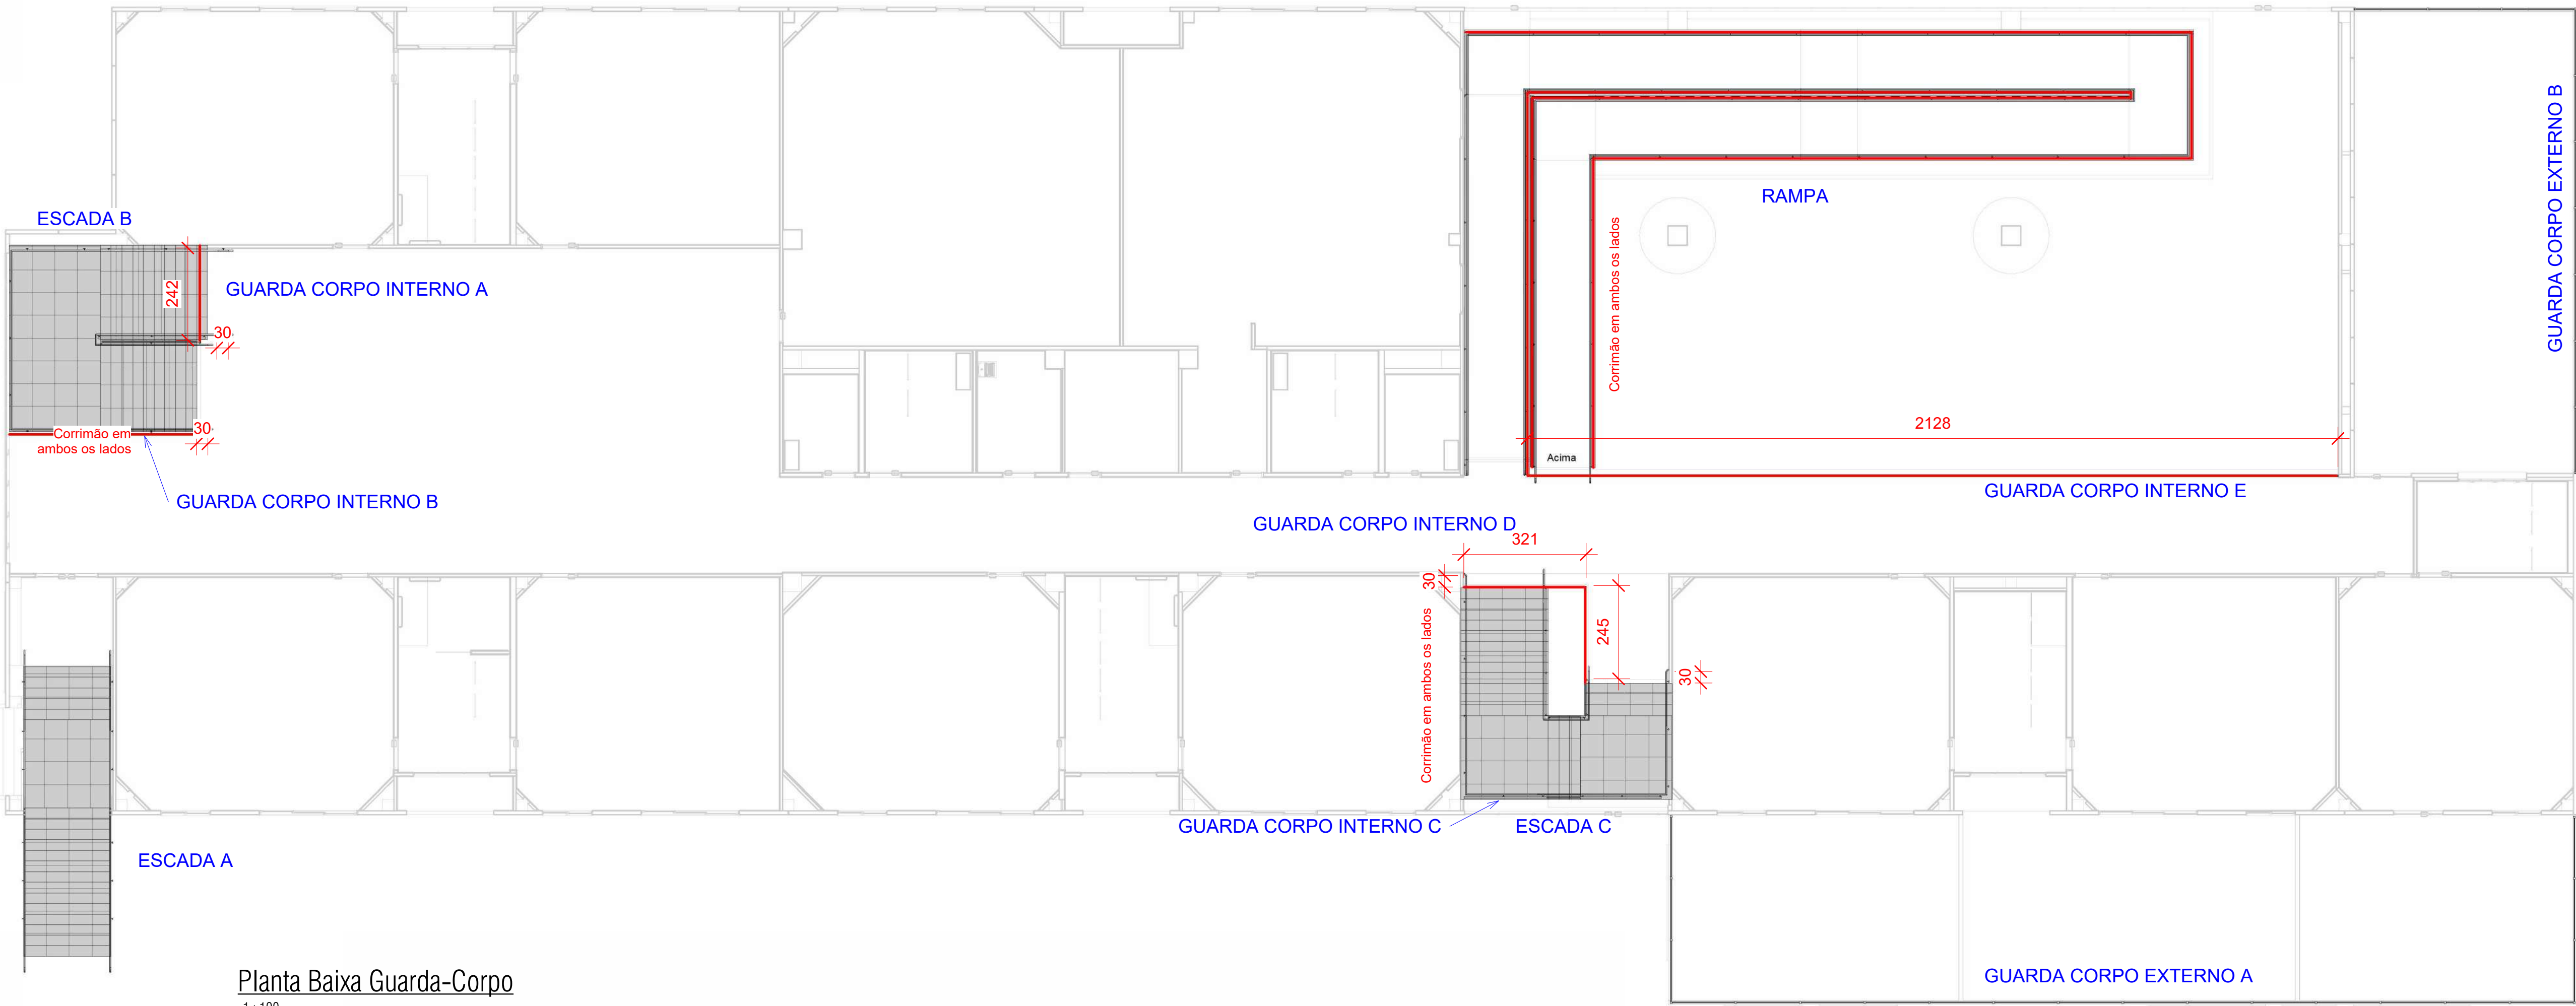 GUARDA CORPO EXTERNO B
RAMPA
ESCADA B
Corrimão em ambos os lados
242
GUARDA CORPO INTERNO A
30
2128
30
Corrimão em
ambos os lados
Acima
GUARDA CORPO INTERNO E
GUARDA CORPO INTERNO B
GUARDA CORPO INTERNO D
321
30
245
Corrimão em ambos os lados
30
GUARDA CORPO INTERNO C
ESCADA C
ESCADA A
GUARDA CORPO EXTERNO A
Planta Baixa Guarda-Corpo
1 : 100